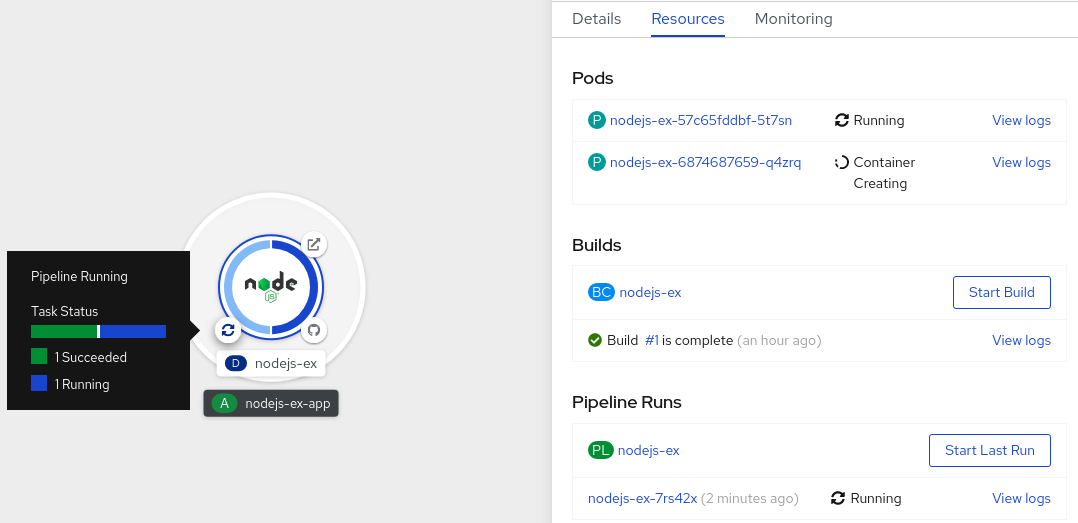 Details Resources Monitoring
Pods
P nodejs-ex-57c65fddbf-5t7sn Running View logs
P nodejs-ex-6874687659-q4zrq Container Creating View logs
Builds
BC nodejs-ex Start Build
Build #1 is complete (an hour ago) View logs
Pipeline Runs
PL nodejs-ex Start Last Run
nodejs-ex-7rs42x (2 minutes ago) Running View logs
Pipeline Running
Task Status
1 Succeeded
1 Running
node
JS
D nodejs-ex
A nodejs-ex-app